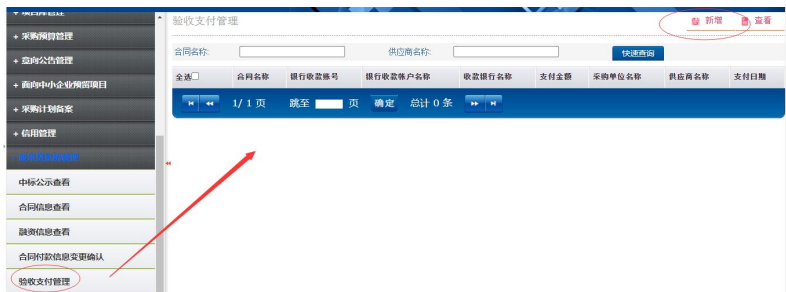 + 项目库管理
+ 采购预算管理
+ 意向公告管理
+ 面向中小企业预留项目
+ 采购计划备案
+ 信用管理
中标公示查看
合同信息查看
融资信息查看
合同付款信息变更确认
验收支付管理
验收支付管理
新增 查看
合同名称: 供应商名称: 快速查询
全选 合同名称 银行收款账号 银行收款帐户名称 收款银行名称 支付金额 采购单位名称 供应商名称 支付日期
1/ 1 页 跳至 页 确定 总计 0 条